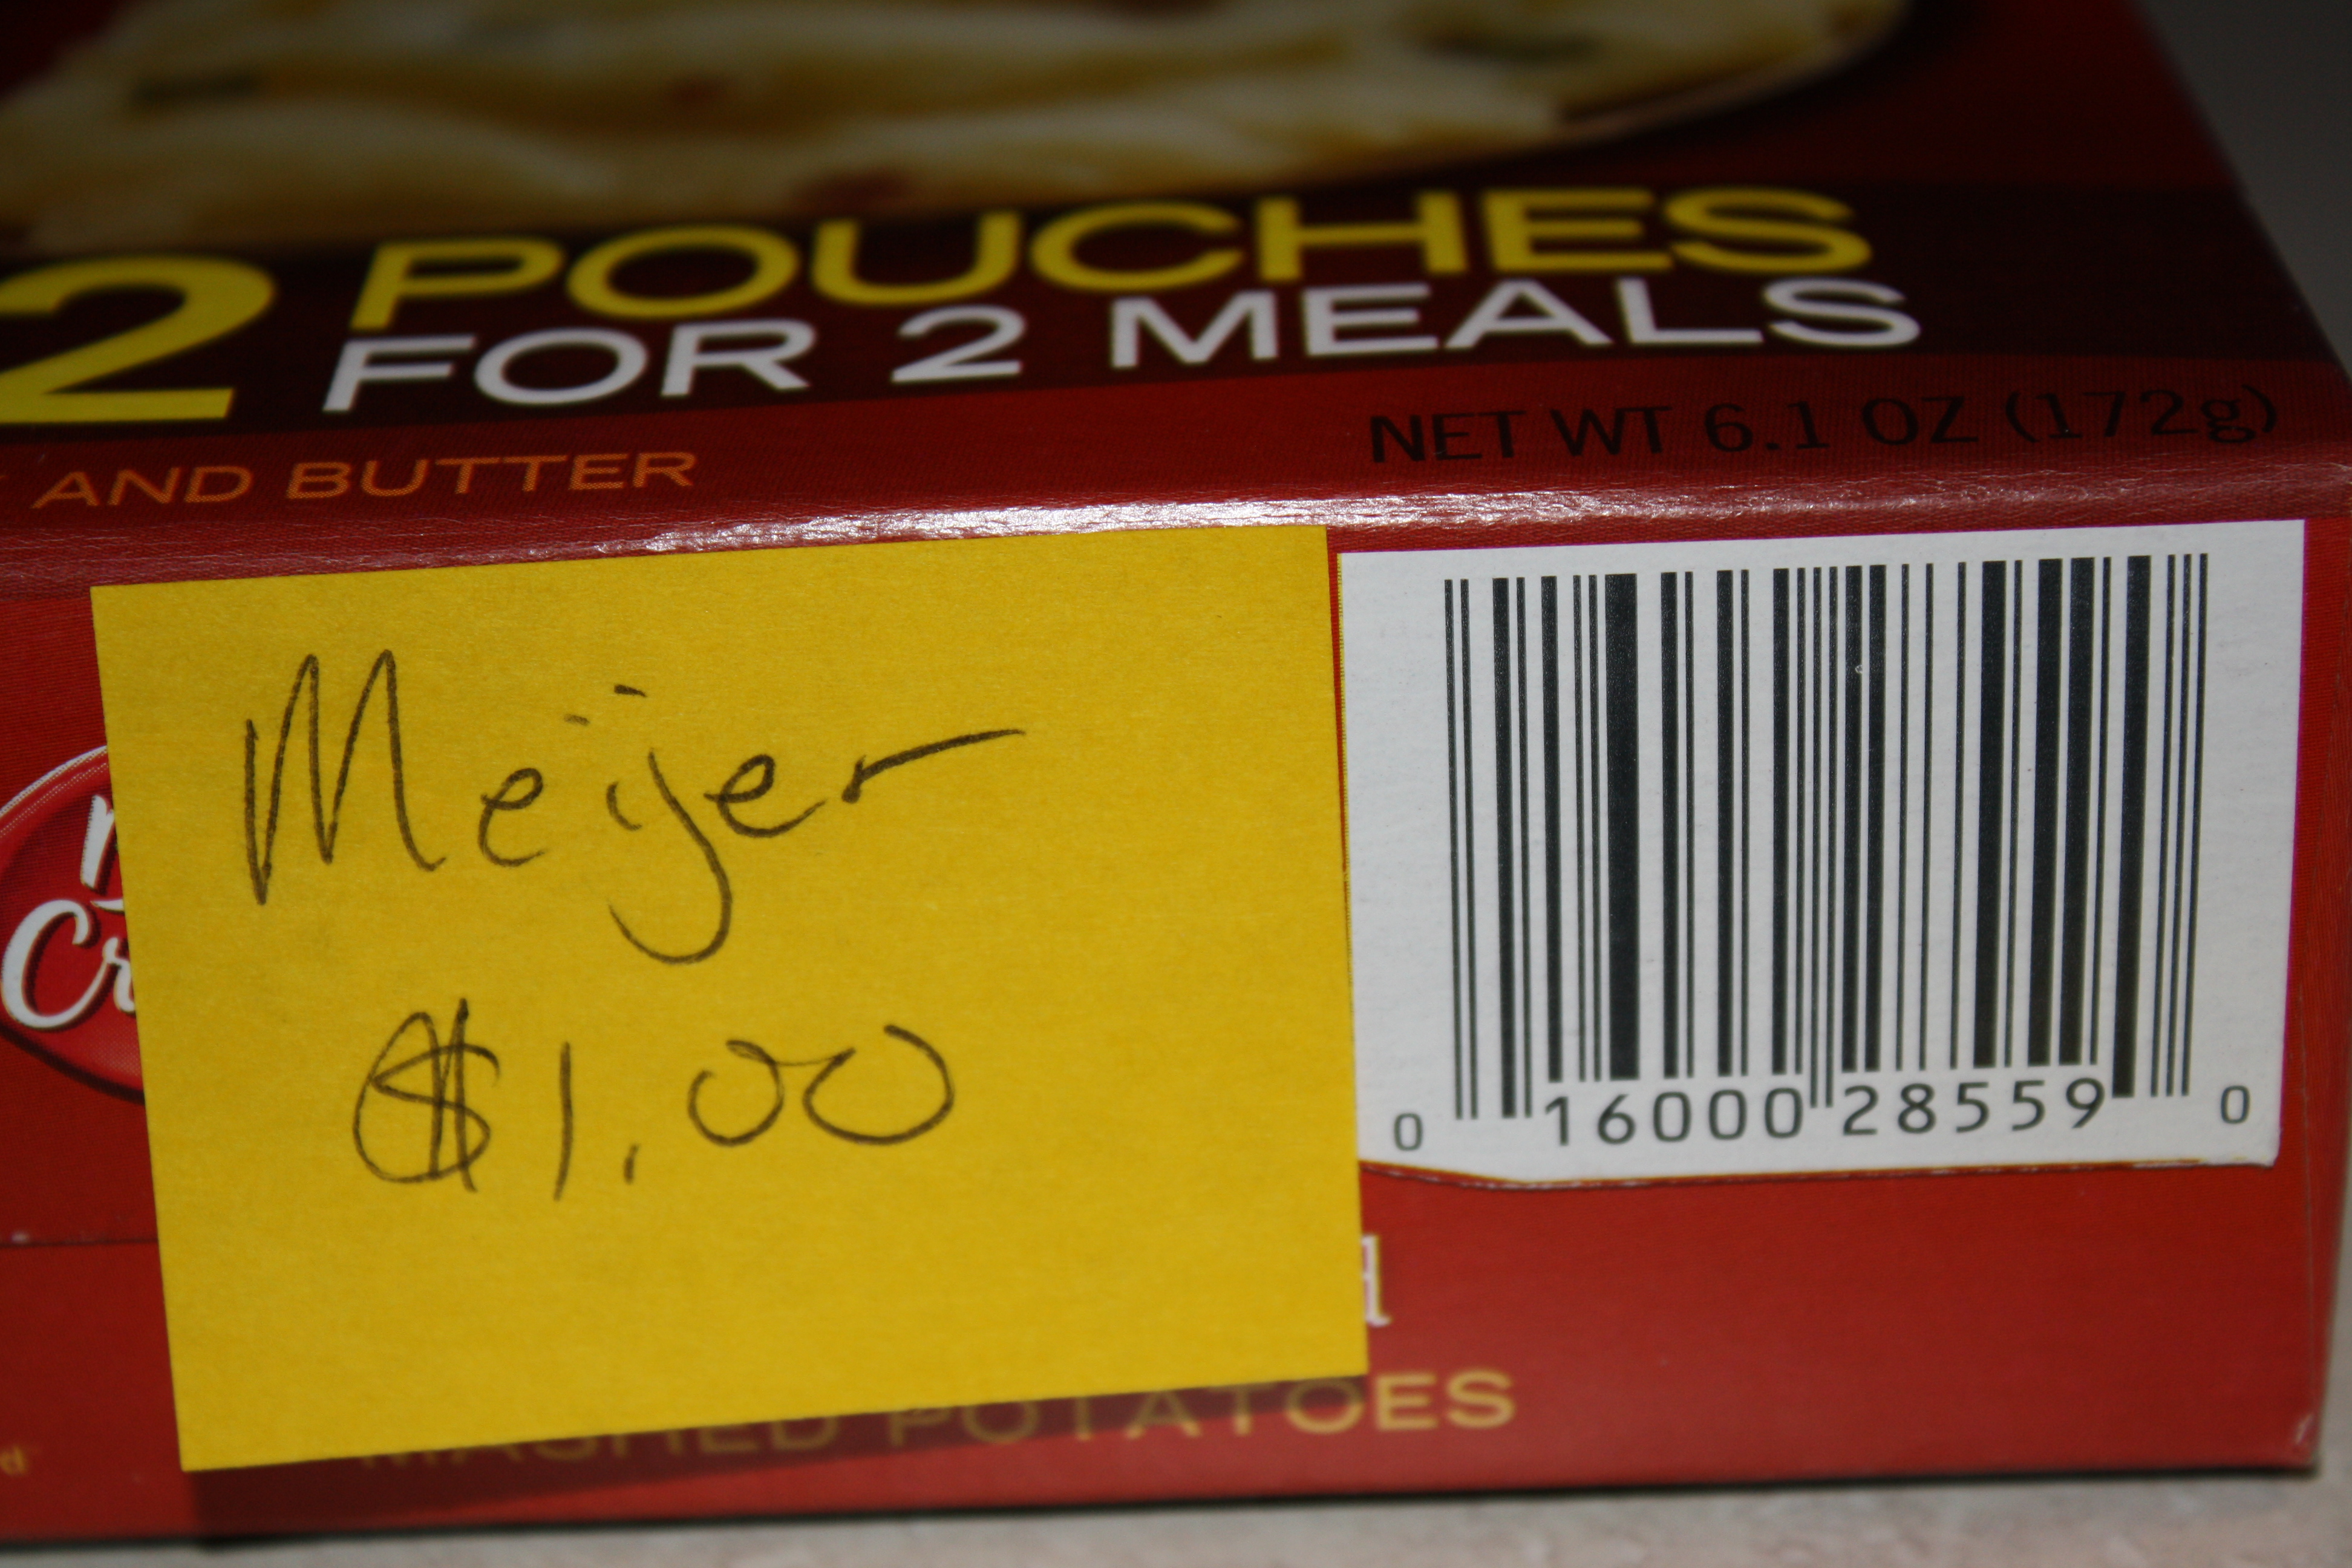 2 POUCHES
FOR 2 MEALS
AND BUTTER
NET WT 6.1 OZ (172g)
Meijer
$1.00
0 16000 28559 0
MASHED POTATOES